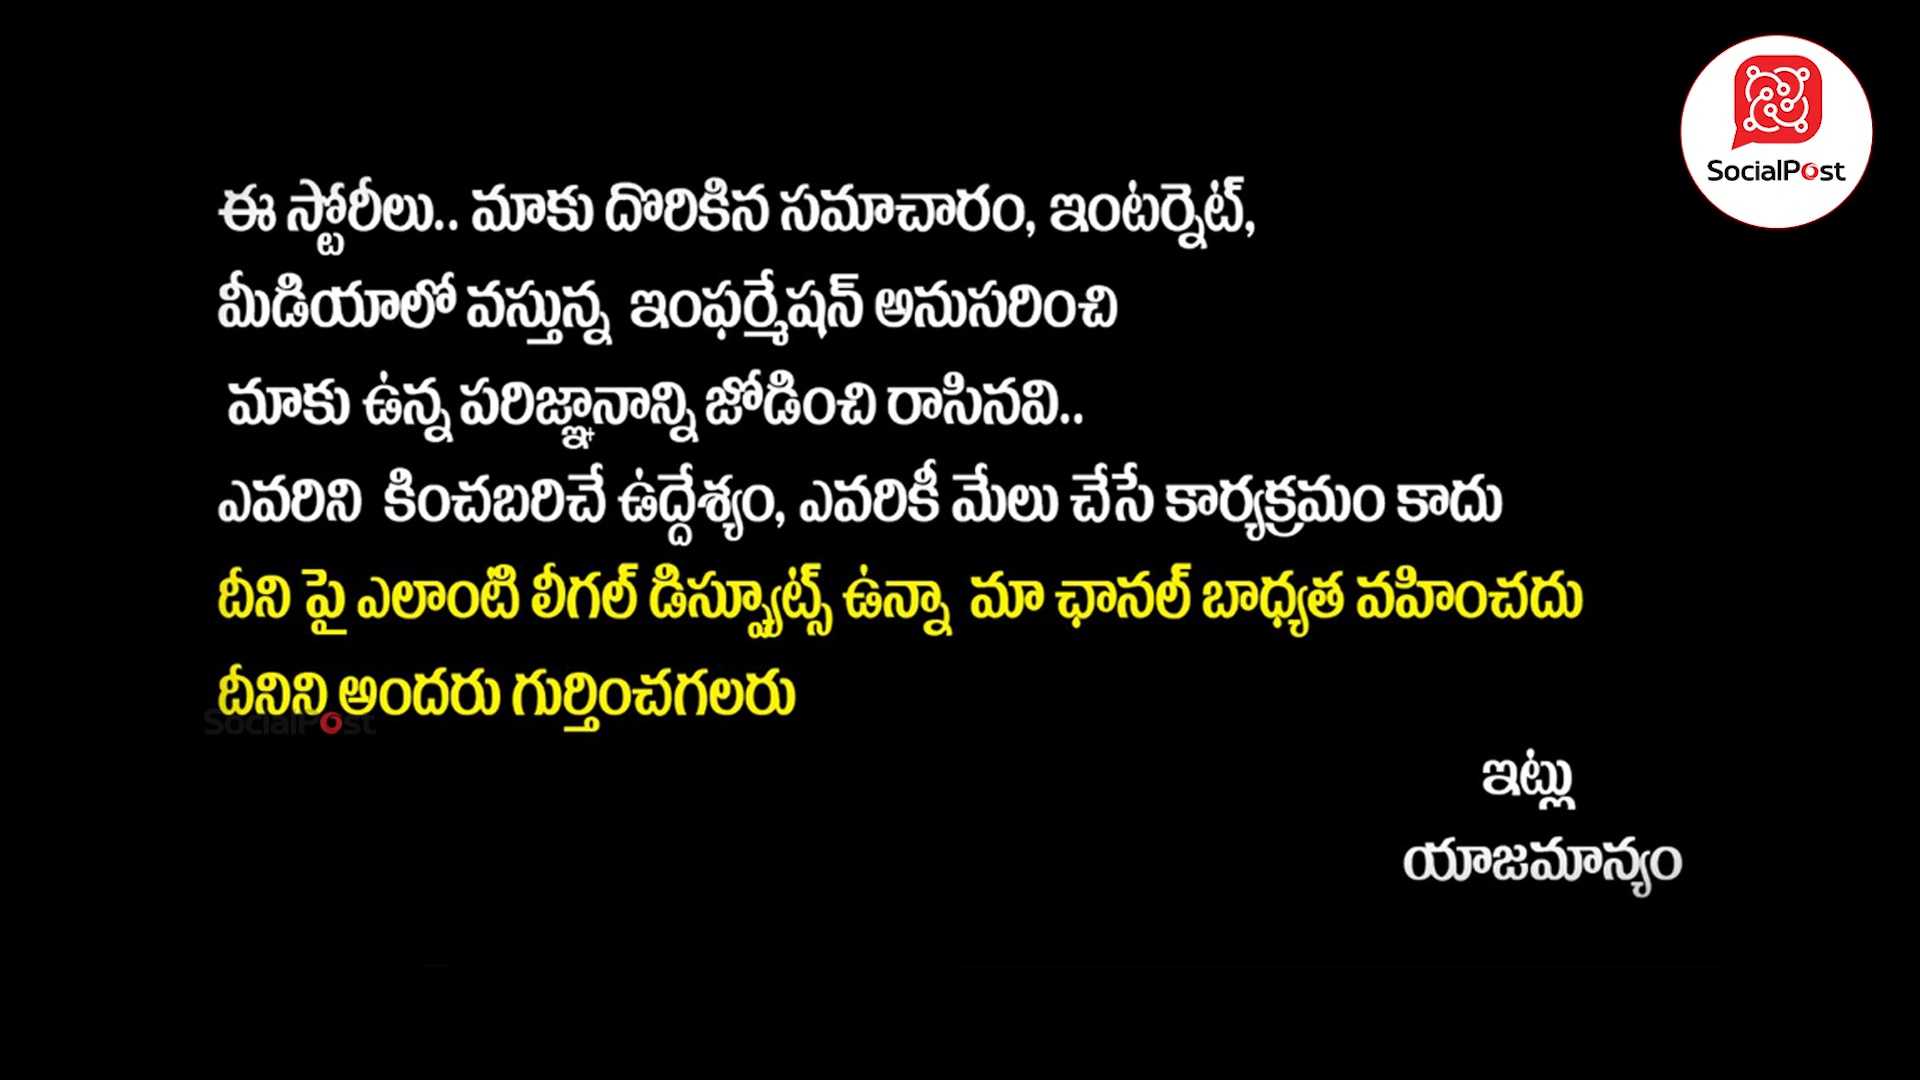 SocialPost
ఈ స్టోరీలు.. మాకు దొరికిన సమాచారం, ఇంటర్నెట్,
మీడియాలో వస్తున్న ఇంఫర్మేషన్ అనుసరించి
మాకు ఉన్న పరిజ్ఞానాన్ని జోడించి రాసినవి..
ఎవరిని కించబరిచే ఉద్దేశ్యం, ఎవరికీ మేలు చేసే కార్యక్రమం కాదు
దీని పై ఎలాంటి లీగల్ డిస్ప్యూట్స్ ఉన్నా మా ఛానల్ బాధ్యత వహించదు
దీనిని అందరు గుర్తించగలరు
SocialPost
ఇట్లు
యాజమాన్యం